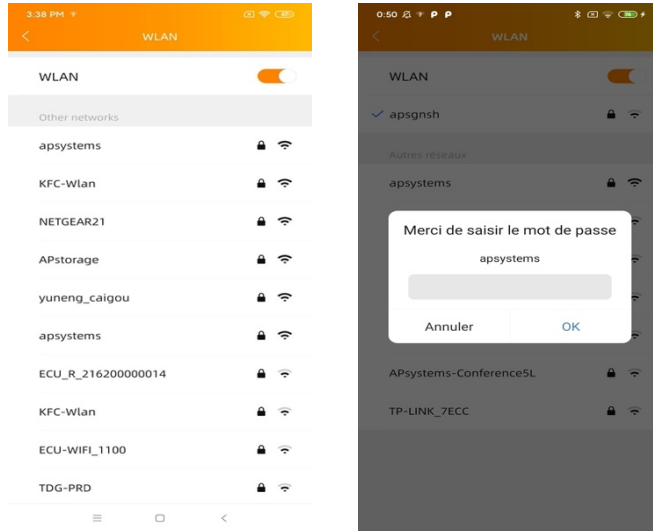 3:38 PM
WLAN
WLAN
Other networks
apsystems
KFC-Wlan
NETGEAR21
APstorage
yuneng_caigou
apsystems
ECU_R_216200000014
KFC-Wlan
ECU-WIFI_1100
TDG-PRD
0:50
WLAN
WLAN
apsgnsh
Autres réseaux
apsystems
Merci de saisir le mot de passe
apsystems
Annuler
OK
APsystems-Conference5L
TP-LINK_7ECC